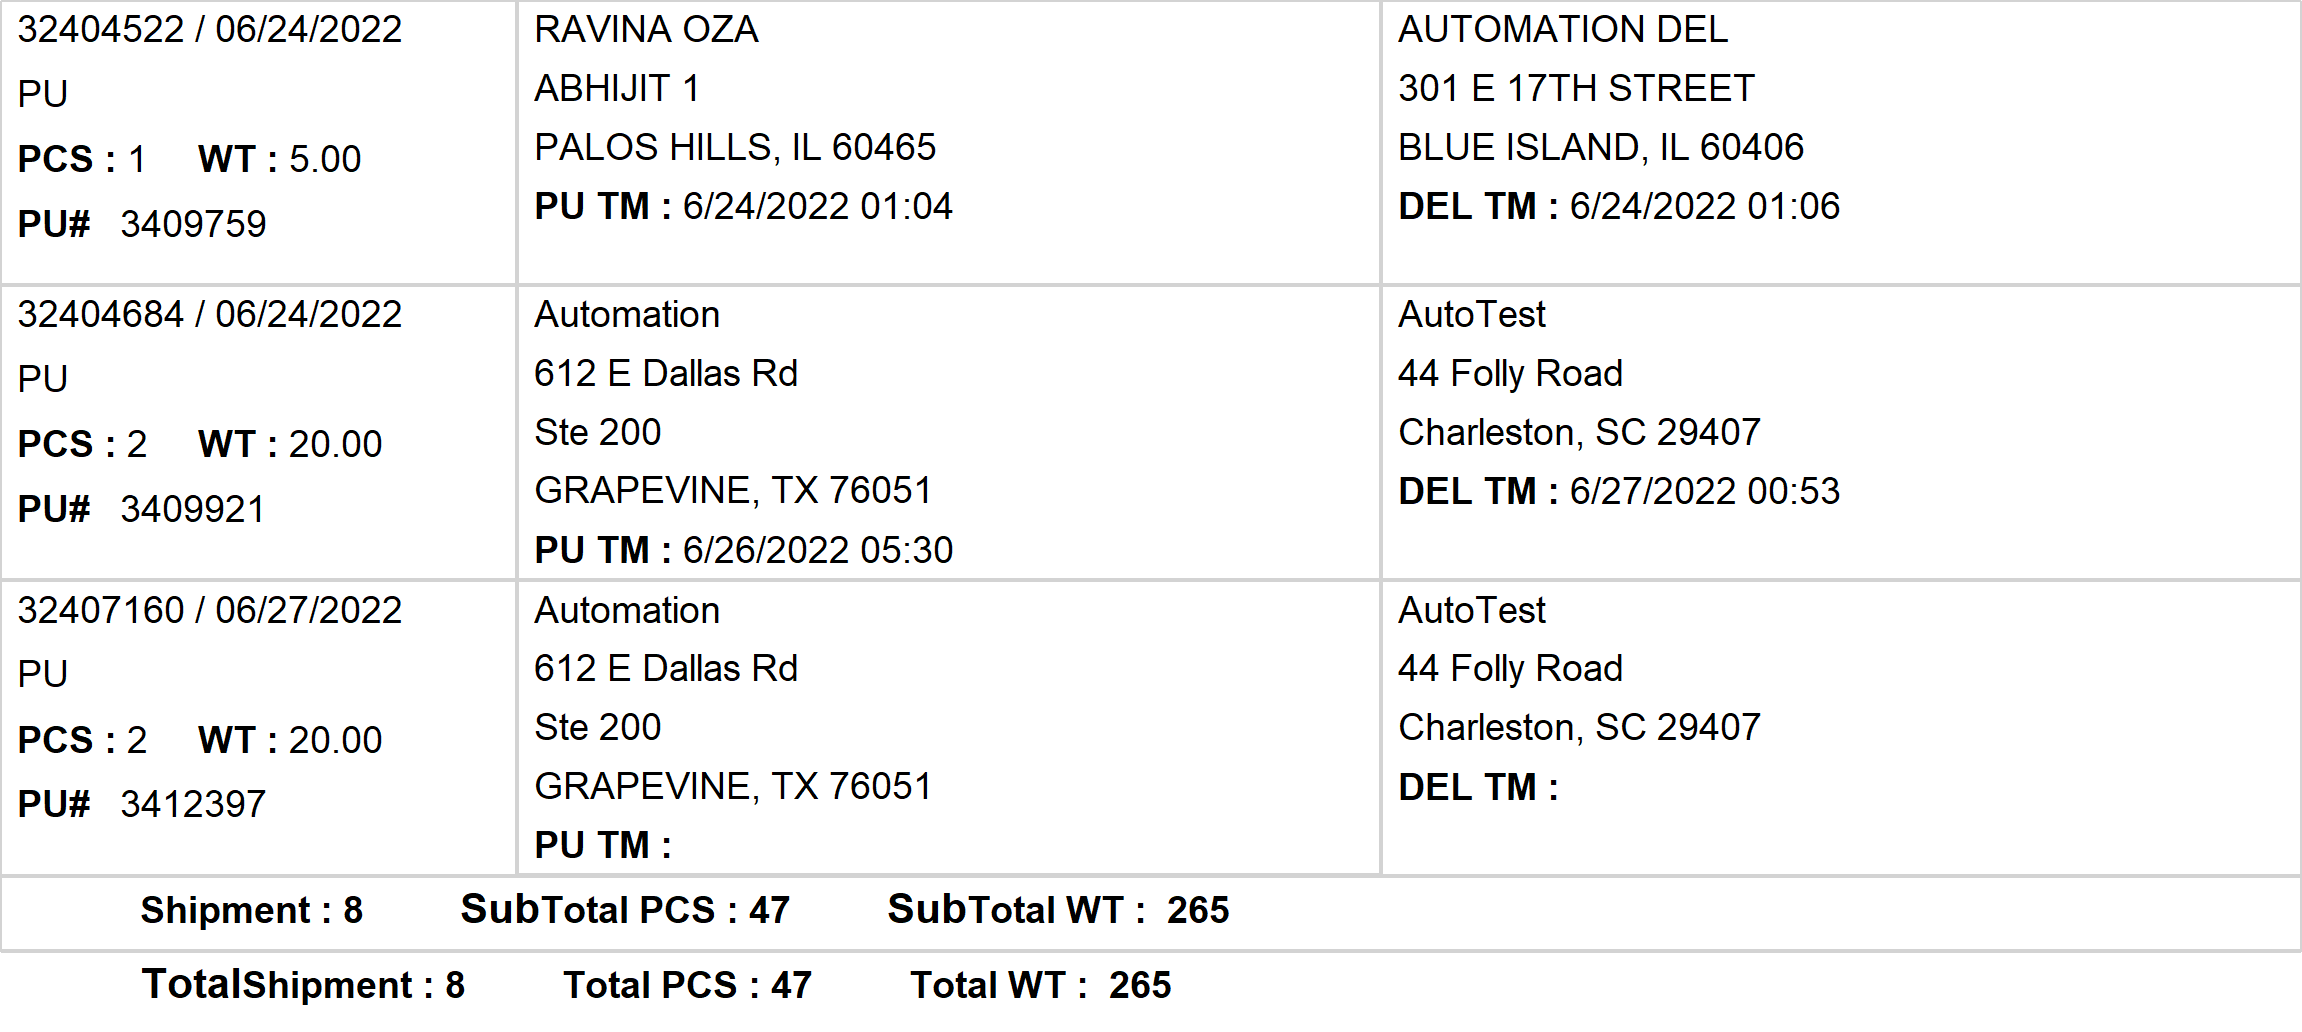 32404522 / 06/24/2022
PU
PCS : 1 WT : 5.00
PU# 3409759
RAVINA OZA
ABHIJIT 1
PALOS HILLS, IL 60465
PU TM : 6/24/2022 01:04
AUTOMATION DEL
301 E 17TH STREET
BLUE ISLAND, IL 60406
DEL TM : 6/24/2022 01:06
32404684 / 06/24/2022
PU
PCS : 2 WT : 20.00
PU# 3409921
Automation
612 E Dallas Rd
Ste 200
GRAPEVINE, TX 76051
PU TM : 6/26/2022 05:30
AutoTest
44 Folly Road
Charleston, SC 29407
DEL TM : 6/27/2022 00:53
32407160 / 06/27/2022
PU
PCS : 2 WT : 20.00
PU# 3412397
Automation
612 E Dallas Rd
Ste 200
GRAPEVINE, TX 76051
PU TM :
AutoTest
44 Folly Road
Charleston, SC 29407
DEL TM :
Shipment : 8 SubTotal PCS : 47 SubTotal WT : 265
TotalShipment : 8 Total PCS : 47 Total WT : 265